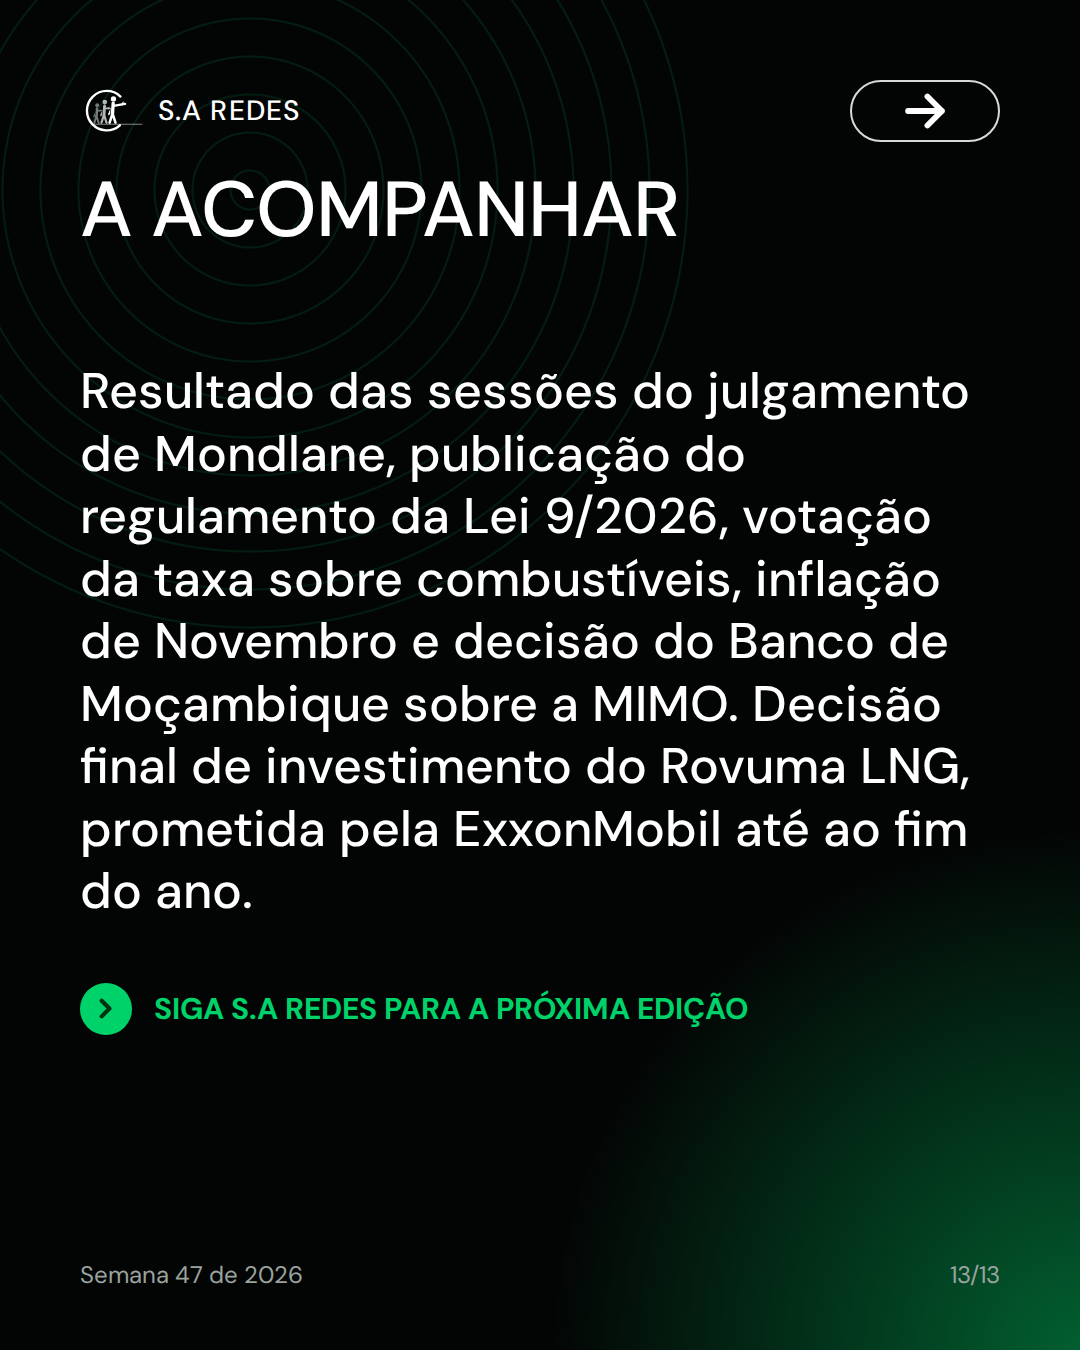 S.A REDES
A ACOMPANHAR
Resultado das sessões do julgamento
de Mondlane, publicação do
regulamento da Lei 9/2026, votação
da taxa sobre combustíveis, inflação
de Novembro e decisão do Banco de
Moçambique sobre a MIMO. Decisão
final de investimento do Rovuma LNG,
prometida pela ExxonMobil até ao fim
do ano.
SIGA S.A REDES PARA A PRÓXIMA EDIÇÃO
Semana 47 de 2026
13/13